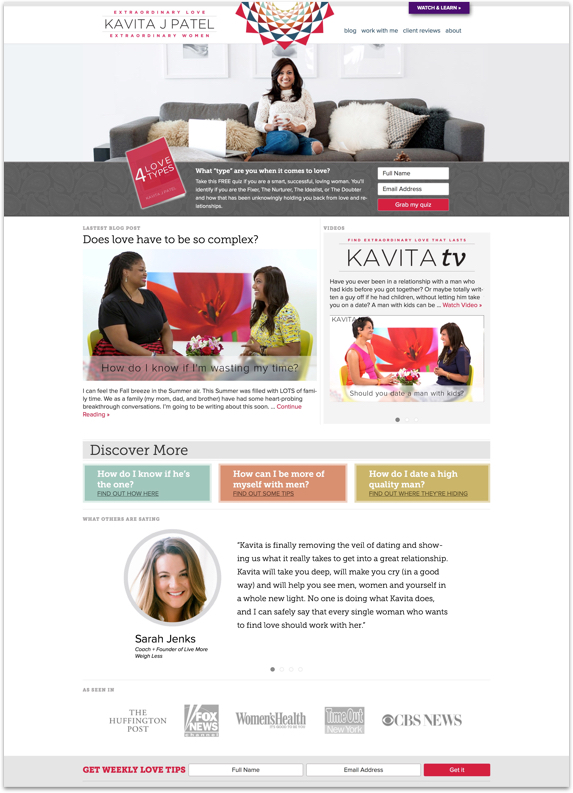 EXTRAORDINARY LOVE
KAVITA J PATEL
EXTRAORDINARY WOMEN
WATCH & LEARN »
blog work with me client reviews about
4 LOVE
TYPES
KAVITA J PATEL
What "type" are you when it comes to love?
Take this FREE quiz if you are a smart, successful, loving woman. You'll
identify if you are the Fixer, The Nurturer, The Idealist, or The Doubter
and how that has been unknowingly holding you back from love and re-
lationships.
Full Name
Email Address
Grab my quiz
LASTEST BLOG POST
Does love have to be so complex?
How do I know if I'm wasting my time?
I can feel the Fall breeze in the Summer air. This Summer was filled with LOTS of fami-
ly time. We as a family (my mom, dad, and brother) have had some heart-probing
breakthrough conversations. I'm going to be writing about this soon. ... Continue
Reading »
VIDEOS
FIND EXTRAORDINARY LOVE THAT LASTS
KAVITA tv
Have you ever been in a relationship with a man who
had kids before you got together? Or maybe totally writ-
ten a guy off if he had children, without letting him take
you on a date? A man with kids can be ... Watch Video »
KAVITA
Should you date a man with kids?
Discover More
How do I know if he's
the one?
FIND OUT HOW HERE
How can I be more of
myself with men?
FIND OUT SOME TIPS
How do I date a high
quality man?
FIND OUT WHERE THEY'RE HIDING
WHAT OTHERS ARE SAYING
"Kavita is finally removing the veil of dating and show-
ing us what it really takes to get into a great relationship.
Kavita will take you deep, will make you cry (in a good
way) and will help you see men, women and yourself in
a whole new light. No one is doing what Kavita does,
and I can safely say that every single woman who wants
to find love should work with her."
Sarah Jenks
Coach + Founder of Live More
Weigh Less
AS SEEN IN
THE
HUFFINGTON
POST
FOX
NEWS
channel
Women'sHealth
IT'S GOOD TO BE YOU
TimeOut
New York
CBS NEWS
GET WEEKLY LOVE TIPS
Full Name
Email Address
Get it